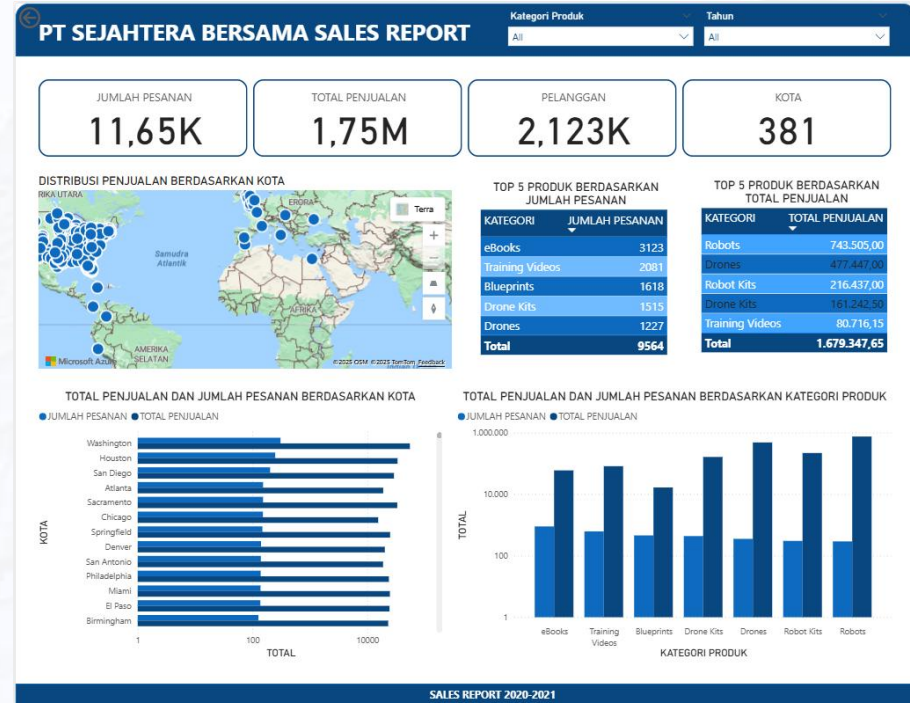 PT SEJAHTERA BERSAMA SALES REPORT
Kategori Produk
All
Tahun
All
JUMLAH PESANAN
11,65K
TOTAL PENJUALAN
1,75M
PELANGGAN
2,123K
KOTA
381
DISTRIBUSI PENJUALAN BERDASARKAN KOTA
RIKA UTARA
ERORA
Terra
Samudra
Atlantik
AFRIKA
AMERIKA
SELATAN
Microsoft Azure
©2025 OSM ©2025 TomTom Feedback
TOP 5 PRODUK BERDASARKAN
JUMLAH PESANAN
KATEGORI JUMLAH PESANAN
eBooks 3123
Training Videos 2081
Blueprints 1618
Drone Kits 1515
Drones 1227
Total 9564
TOP 5 PRODUK BERDASARKAN
TOTAL PENJUALAN
KATEGORI TOTAL PENJUALAN
Robots 743.505,00
Drones 477.447,00
Robot Kits 216.437,00
Drone Kits 161.242,50
Training Videos 80.716,15
Total 1.679.347,65
TOTAL PENJUALAN DAN JUMLAH PESANAN BERDASARKAN KOTA
JUMLAH PESANAN TOTAL PENJUALAN
KOTA
Washington
Houston
San Diego
Atlanta
Sacramento
Chicago
Springfield
Denver
San Antonio
Philadelphia
Miami
El Paso
Birmingham
1 100 10000
TOTAL
TOTAL PENJUALAN DAN JUMLAH PESANAN BERDASARKAN KATEGORI PRODUK
JUMLAH PESANAN TOTAL PENJUALAN
TOTAL
1.000.000
10.000
100
1
eBooks Training Videos Blueprints Drone Kits Drones Robot Kits Robots
KATEGORI PRODUK
SALES REPORT 2020-2021